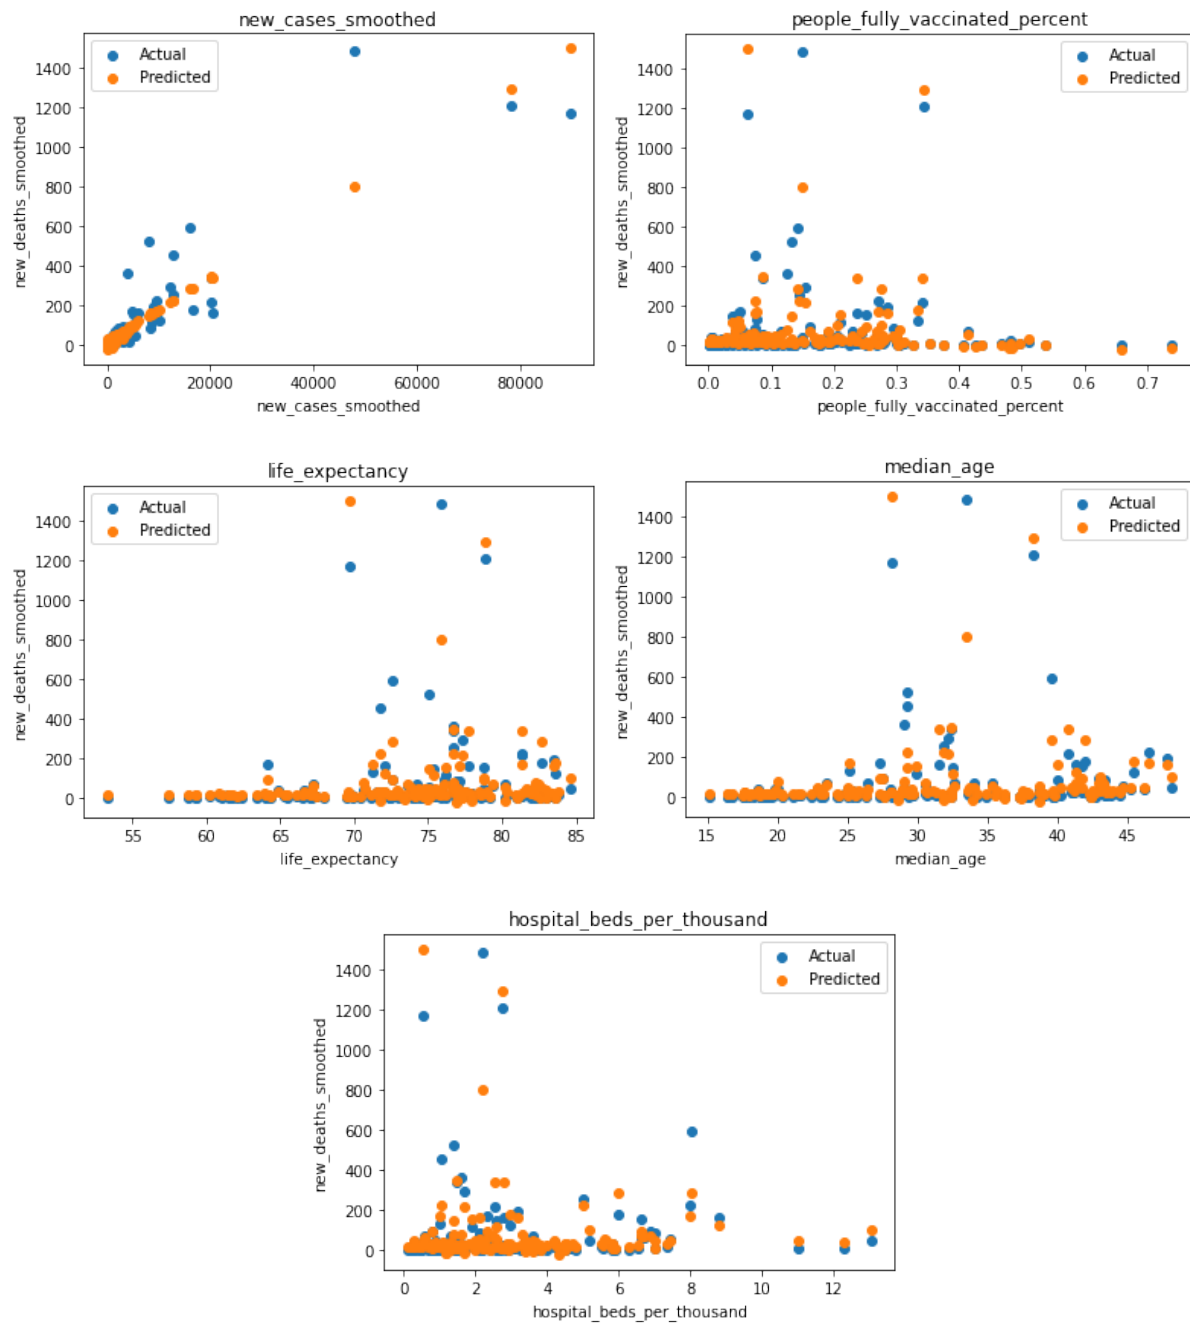 new_cases_smoothed
Actual
Predicted
new_deaths_smoothed
1400
1200
1000
800
600
400
200
0
0 20000 40000 60000 80000
new_cases_smoothed
people_fully_vaccinated_percent
Actual
Predicted
new_deaths_smoothed
1400
1200
1000
800
600
400
200
0
0.0 0.1 0.2 0.3 0.4 0.5 0.6 0.7
people_fully_vaccinated_percent
life_expectancy
Actual
Predicted
new_deaths_smoothed
1400
1200
1000
800
600
400
200
0
55 60 65 70 75 80 85
life_expectancy
median_age
Actual
Predicted
new_deaths_smoothed
1400
1200
1000
800
600
400
200
0
15 20 25 30 35 40 45
median_age
hospital_beds_per_thousand
Actual
Predicted
new_deaths_smoothed
1400
1200
1000
800
600
400
200
0
0 2 4 6 8 10 12
hospital_beds_per_thousand